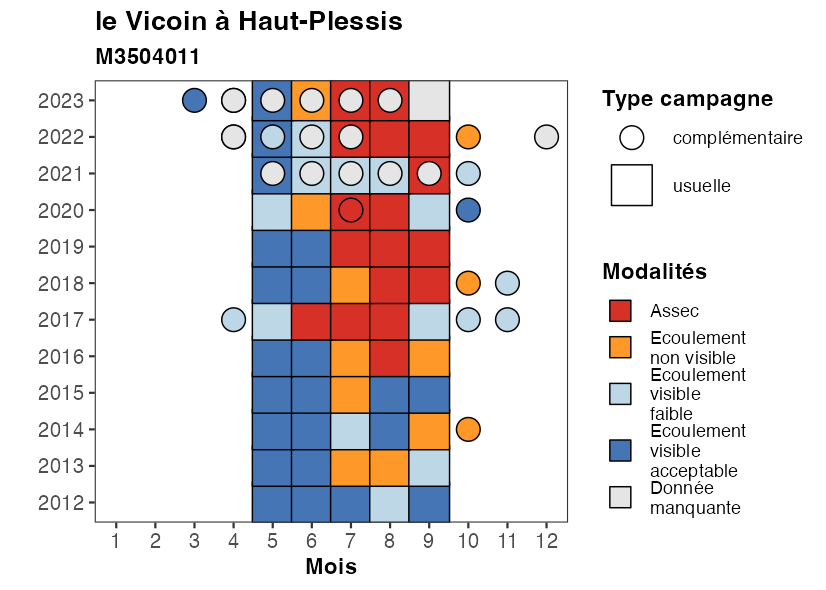 le Vicoin à Haut-Plessis
M3504011
2023
2022
2021
2020
2019
2018
2017
2016
2015
2014
2013
2012
1 2 3 4 5 6 7 8 9 10 11 12
Mois
Type campagne
complémentaire
usuelle
Modalités
Assec
Ecoulement
non visible
Ecoulement
visible
faible
Ecoulement
visible
acceptable
Donnée
manquante